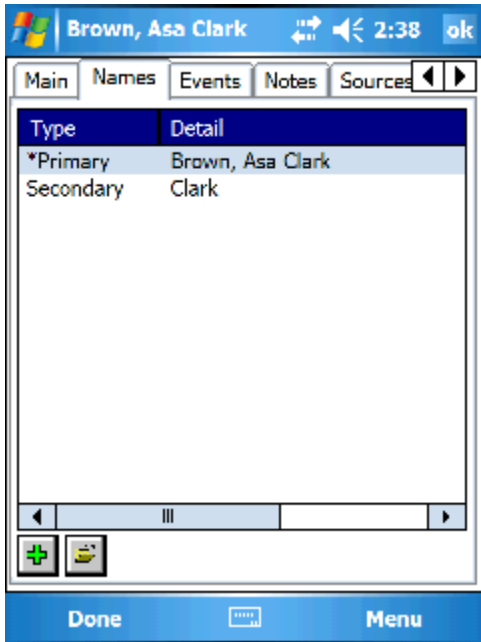 Brown, Asa Clark 2:38 ok
Main Names Events Notes Sources
Type Detail
*Primary Brown, Asa Clark
Secondary Clark
Done Menu